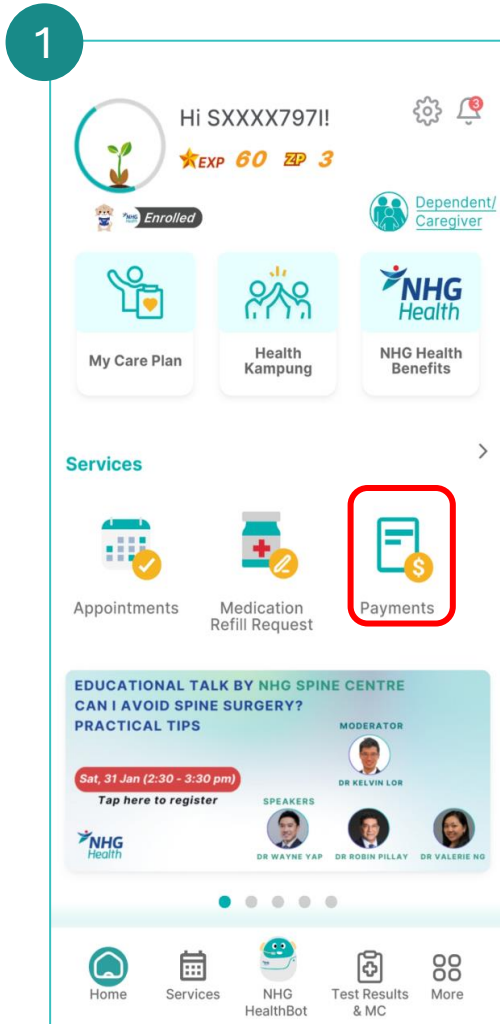 1
Hi SXXXX797I!
3
EXP 60 ZP 3
NHG Health Enrolled
Dependent/
Caregiver
NHG
Health
My Care Plan
Health
Kampung
NHG Health
Benefits
Services
>
Appointments
Medication
Refill Request
$
Payments
EDUCATIONAL TALK BY NHG SPINE CENTRE
CAN I AVOID SPINE SURGERY?
PRACTICAL TIPS
MODERATOR
DR KELVIN LOR
Sat, 31 Jan (2:30 - 3:30 pm)
Tap here to register
SPEAKERS
NHG
Health
DR WAYNE YAP
DR ROBIN PILLAY
DR VALERIE NG
Home
Services
NHG
HealthBot
Test Results
& MC
More